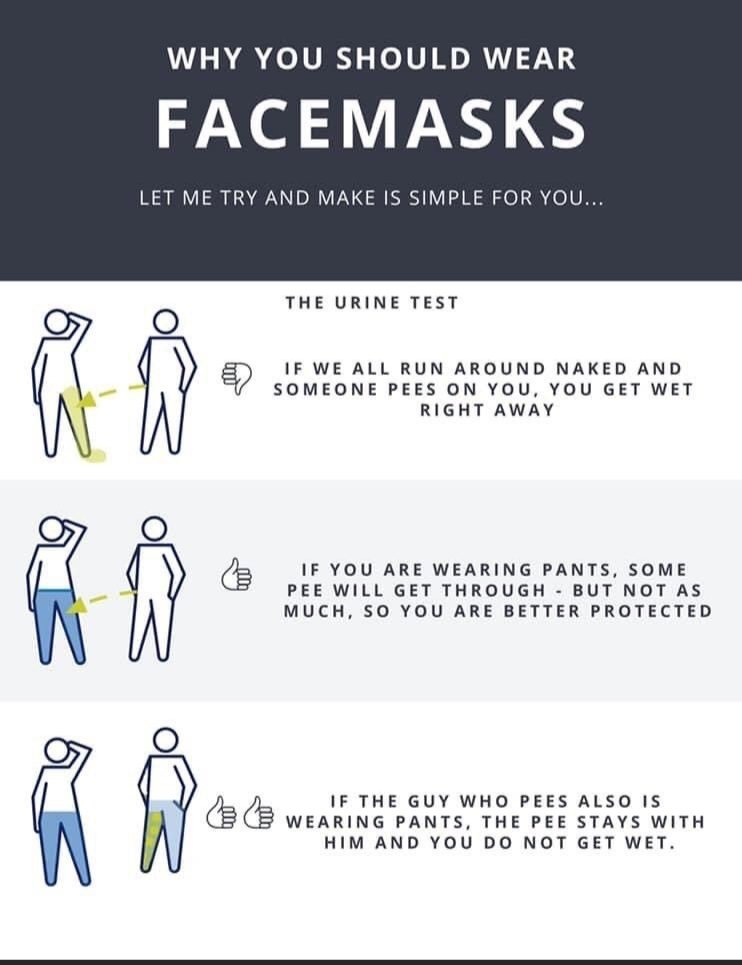 WHY YOU SHOULD WEAR
FACEMASKS
LET ME TRY AND MAKE IS SIMPLE FOR YOU...
THE URINE TEST
IF WE ALL RUN AROUND NAKED AND
SOMEONE PEES ON YOU, YOU GET WET
RIGHT AWAY
IF YOU ARE WEARING PANTS, SOME
PEE WILL GET THROUGH - BUT NOT AS
MUCH, SO YOU ARE BETTER PROTECTED
IF THE GUY WHO PEES ALSO IS
WEARING PANTS, THE PEE STAYS WITH
HIM AND YOU DO NOT GET WET.